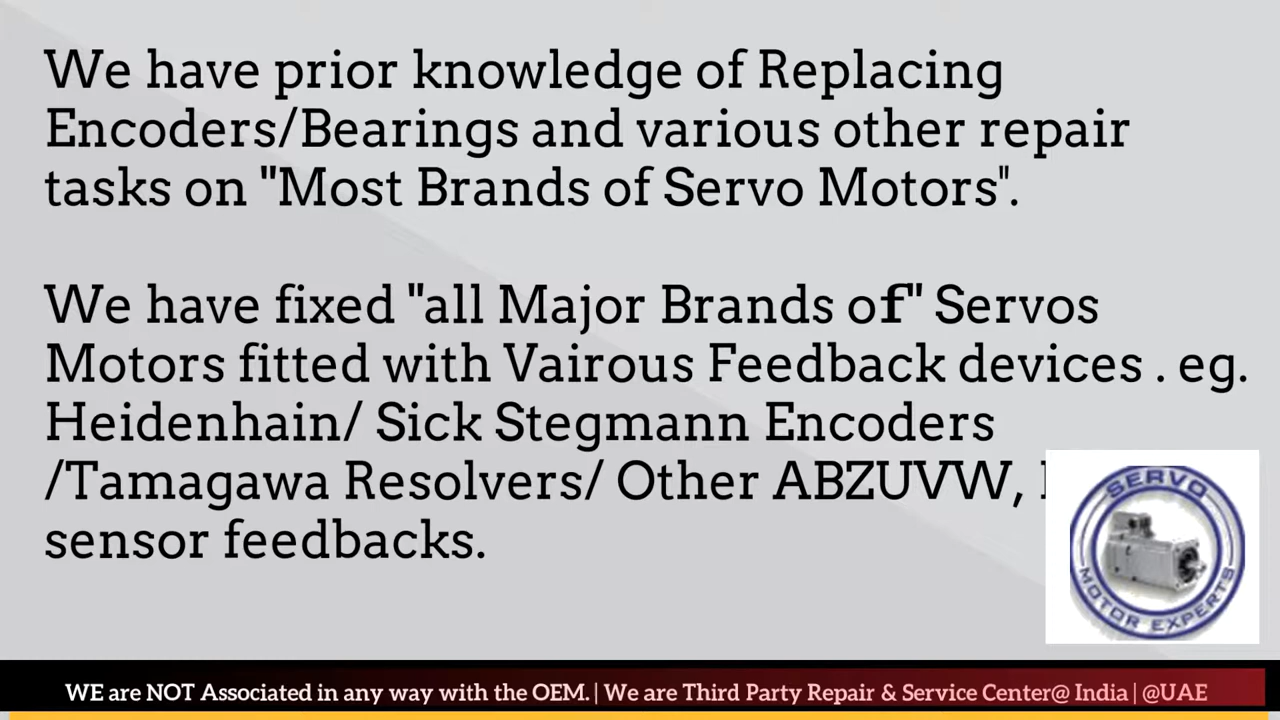 We have prior knowledge of Replacing
Encoders/Bearings and various other repair
tasks on "Most Brands of Servo Motors".
We have fixed "all Major Brands of" Servos
Motors fitted with Vairous Feedback devices . eg.
Heidenhain/ Sick Stegmann Encoders
/Tamagawa Resolvers/ Other ABZUVW,
sensor feedbacks.
SERVO
MOTOR EXPERTS
WE are NOT Associated in any way with the OEM. | We are Third Party Repair & Service Center@ India | @UAE